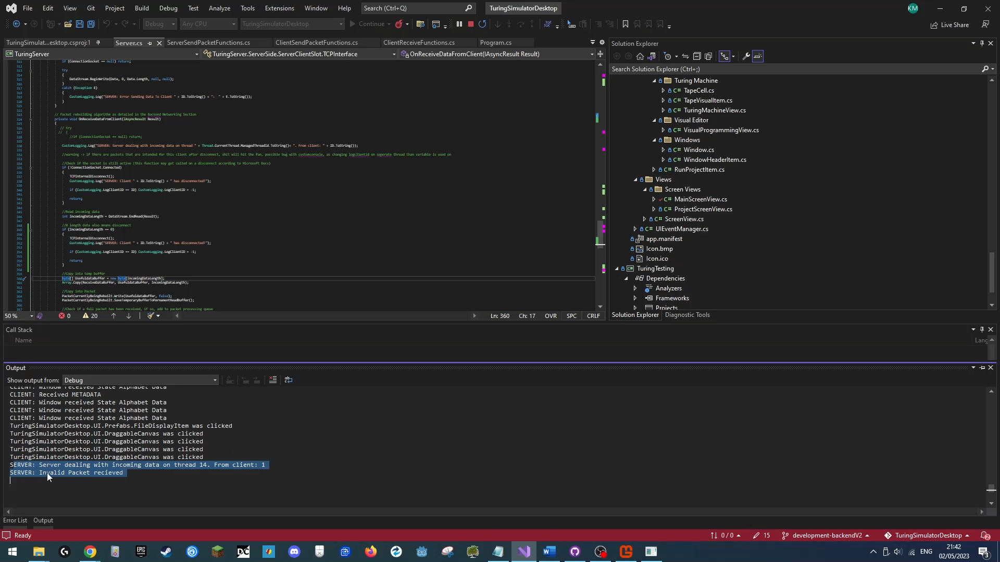 File Edit View Git Project Build Debug Test Analyze Tools Extensions Window Help Search (Ctrl+Q) TuringSimulatorDesktop KM
Debug Any CPU TuringSimulatorDesktop Continue Live Share
TuringSimulat...esktop.csproj:1 Server.cs ServerSendPacketFunctions.cs ClientSendPacketFunctions.cs ClientReceiveFunctions.cs Program.cs
TuringServer TuringServer.ServerSide.ServerClientSlot.TCPInterface OnReceiveDataFromClient(IAsyncResult Result)
311 if (ConnectionSocket == null) return;
312
313 try
314 {
315 DataStream.BeginWrite(Data, 0, Data.Length, null, null);
316 }
317 catch (Exception E)
318 {
319 CustomLogging.Log("SERVER: Error Sending Data To Client " + ID.ToString() + ": " + E.ToString());
320 }
321 }
322
323 // Packet rebuilding algorithm as detailed in the Backend Networking Section
324 private void OnReceiveDataFromClient(IAsyncResult Result)
325 {
326 // try
327 // {
328 //if (ConnectionSocket == null) return;
329
330 CustomLogging.Log("SERVER: Server dealing with incoming data on thread " + Thread.CurrentThread.ManagedThreadId.ToString()+ ". From client: " + ID.ToString());
331
332 //warning -> if there are packets that are intended for this client after disconnect, shit will hit the fan, possible bug with customconsole, as changing logclientid on seperate thread than variable is used on
333
334 //Check if the socket is still active (this function may get called on a disconnect according to Microsoft Docs)
335 if (!ConnectionSocket.Connected)
336 {
337 TCPInternalDisconnect();
338 CustomLogging.Log("SERVER: Client " + ID.ToString() + " has disconnected!");
339
340 if (CustomLogging.LogClientID == ID) CustomLogging.LogClientID = -1;
341
342 return;
343 }
344
345 //Read incoming data
346 int IncomingDataLength = DataStream.EndRead(Result);
347
348 //0 length data also means disconnect
349 if (IncomingDataLength == 0)
350 {
351 TCPInternalDisconnect();
352 CustomLogging.Log("SERVER: Client " + ID.ToString() + " has disconnected!");
353
354 if (CustomLogging.LogClientID == ID) CustomLogging.LogClientID = -1;
355
356 return;
357 }
358
359 //Copy into temp buffer
360 byte[] UsefuldataBuffer = new byte[IncomingDataLength];
361 Array.Copy(ReceiveDataBuffer, UsefuldataBuffer, IncomingDataLength);
362
363 //Copy into Packet
364 PacketCurrentlyBeingRebuilt.Write(UsefuldataBuffer, false);
365 PacketCurrentlyBeingRebuilt.SaveTemporaryBufferToPermamentReadBuffer();
366
367 //Check if a full packet has been received, if so, add to packet processing queue
50 % 0 20 Ln: 360 Ch: 17 OVR SPC CRLF
Solution Explorer
Search Solution Explorer (Ctrl+;)
Turing Machine
C# TapeCell.cs
C# TapeVisualItem.cs
C# TuringMachineView.cs
Visual Editor
C# VisualProgrammingView.cs
Windows
C# Window.cs
C# WindowHeaderItem.cs
C# RunProjectItem.cs
Views
Screen Views
C# MainScreenView.cs
C# ProjectScreenView.cs
C# ScreenView.cs
C# UIEventManager.cs
app.manifest
Icon.bmp
Icon.ico
C# TuringTesting
Dependencies
Analyzers
Frameworks
Projects
Solution Explorer Diagnostic Tools
Call Stack
Name Lang
Output
Show output from: Debug
CLIENT: Window received State Alphabet Data
CLIENT: Received METADATA
CLIENT: Window received State Alphabet Data
CLIENT: Window received State Alphabet Data
CLIENT: Window received State Alphabet Data
TuringSimulatorDesktop.UI.Prefabs.FileDisplayItem was clicked
TuringSimulatorDesktop.UI.DraggableCanvas was clicked
TuringSimulatorDesktop.UI.DraggableCanvas was clicked
TuringSimulatorDesktop.UI.DraggableCanvas was clicked
TuringSimulatorDesktop.UI.DraggableCanvas was clicked
SERVER: Server dealing with incoming data on thread 14. From client: 1
SERVER: Invalid Packet recieved
Error List Output
Ready 0 / 0 15 development-backendV2 TuringSimulatorDesktop 2
EPIC GAMES DC ENG 21:42 02/05/2023 3